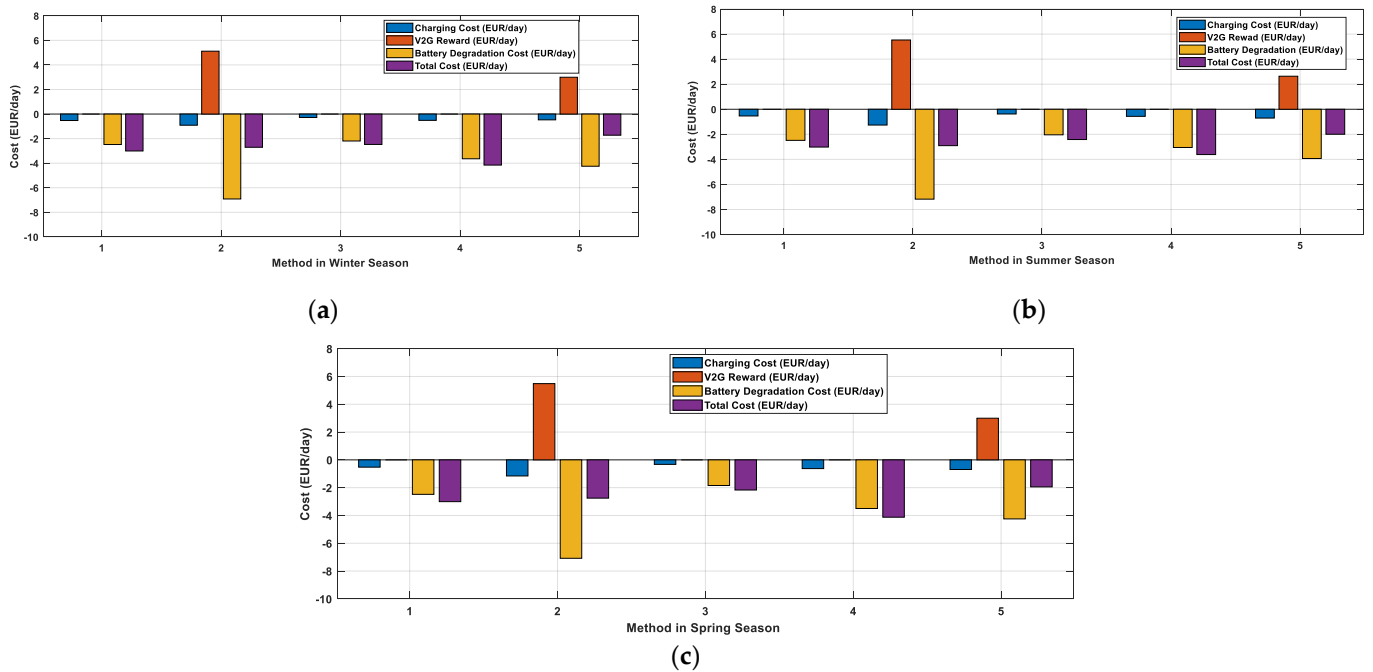 8
6
4
2
0
-2
-4
-6
-8
-10
Cost (EUR/day)
Charging Cost (EUR/day)
V2G Reward (EUR/day)
Battery Degradation Cost (EUR/day)
Total Cost (EUR/day)
1 2 3 4 5
Method in Winter Season
(a)
8
6
4
2
0
-2
-4
-6
-8
-10
Cost (EUR/day)
Charging Cost (EUR/day)
V2G Rewad (EUR/day)
Battery Degradation (EUR/day)
Total Cost (EUR/day)
1 2 3 4 5
Method in Summer Season
(b)
8
6
4
2
0
-2
-4
-6
-8
-10
Cost (EUR/day)
Charging Cost (EUR/day)
V2G Reward (EUR/day)
Battery Degradation Cost (EUR/day)
Total Cost (EUR/day)
1 2 3 4 5
Method in Spring Season
(c)